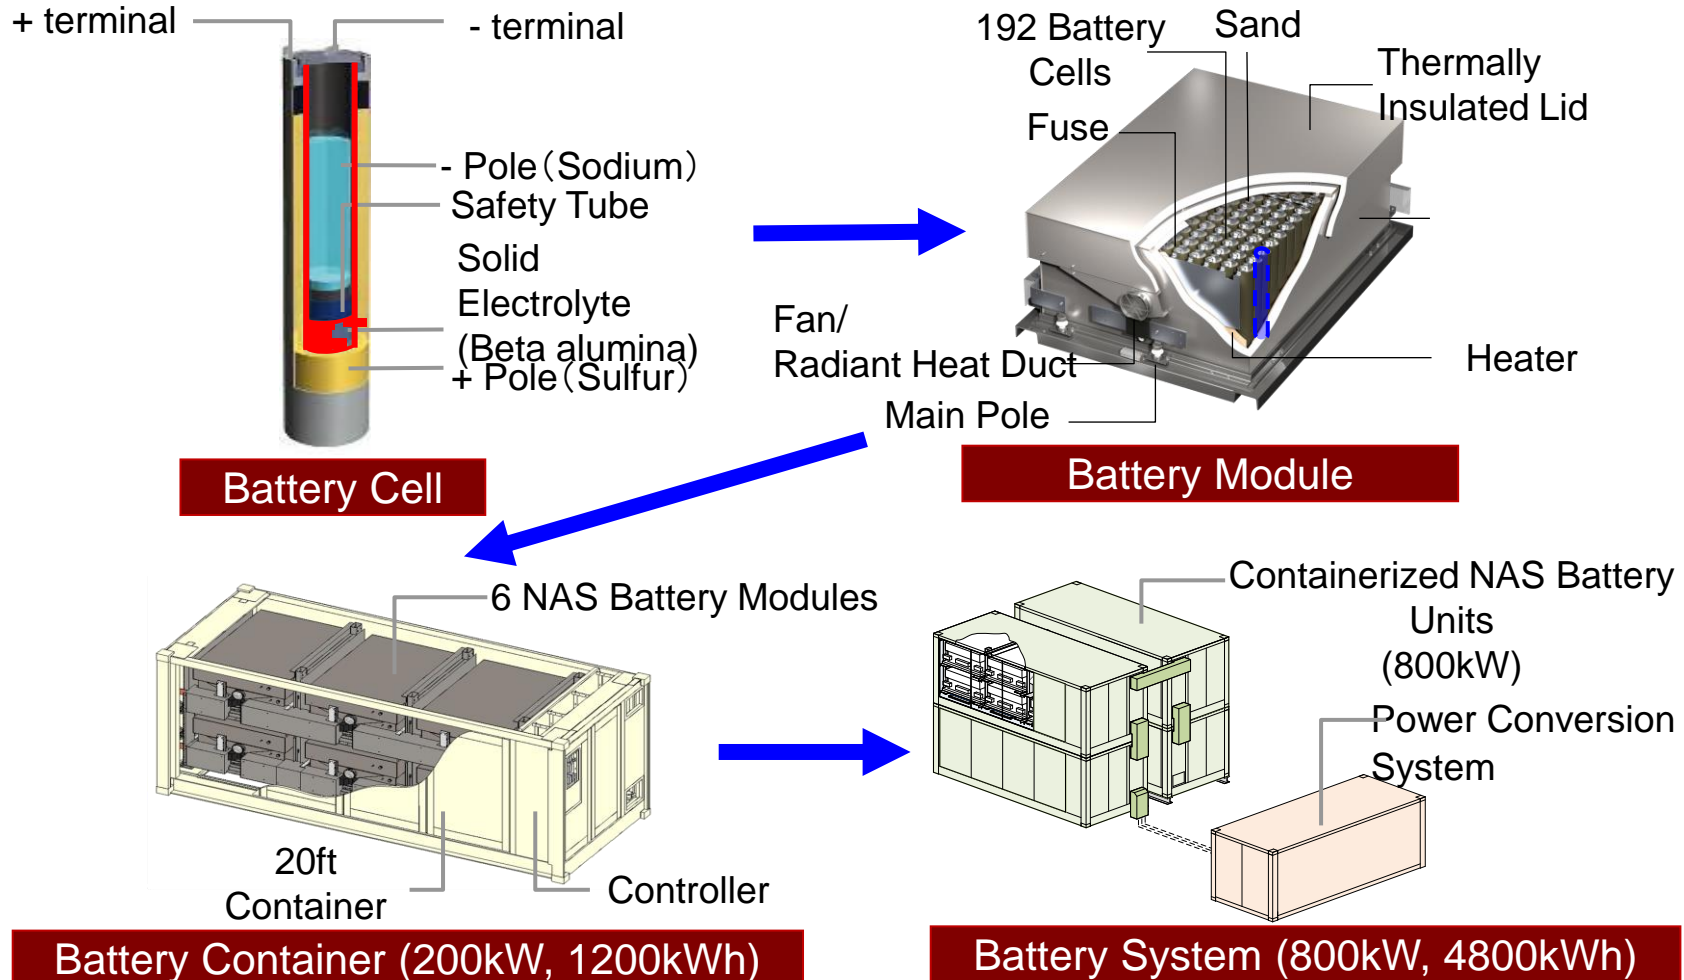 + terminal
- terminal
- Pole（Sodium）
Safety Tube
Solid
Electrolyte
(Beta alumina)
+ Pole（Sulfur）
Battery Cell
192 Battery
Cells
Sand
Thermally
Insulated Lid
Fuse
Fan/
Radiant Heat Duct
Main Pole
Heater
Battery Module
6 NAS Battery Modules
20ft
Container
Controller
Battery Container (200kW, 1200kWh)
Containerized NAS Battery
Units
(800kW)
Power Conversion
System
Battery System (800kW, 4800kWh)